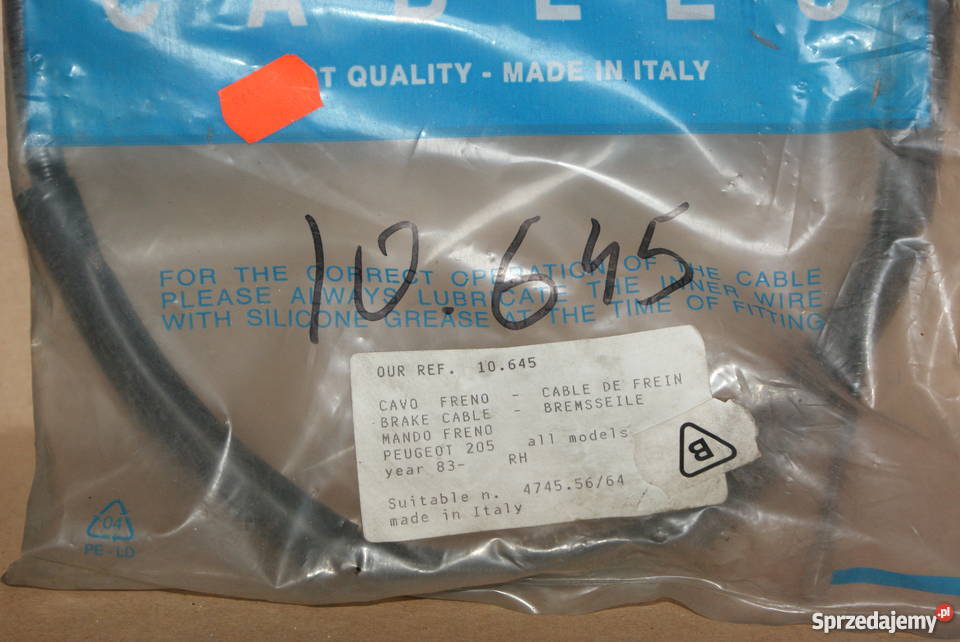 CABLES
T QUALITY - MADE IN ITALY
10.645
FOR THE CORRECT OPERATION OF THE CABLE
PLEASE ALWAYS LUBRICATE THE INNER WIRE
WITH SILICONE GREASE AT THE TIME OF FITTING
OUR REF. 10.645
CAVO FRENO - CABLE DE FREIN
BRAKE CABLE - BREMSSEILE
MANDO FRENO
PEUGEOT 205 all models
year 83- RH
Suitable n. 4745.56/64
made in Italy
B
04
PE-LD
Sprzedajemy.pl